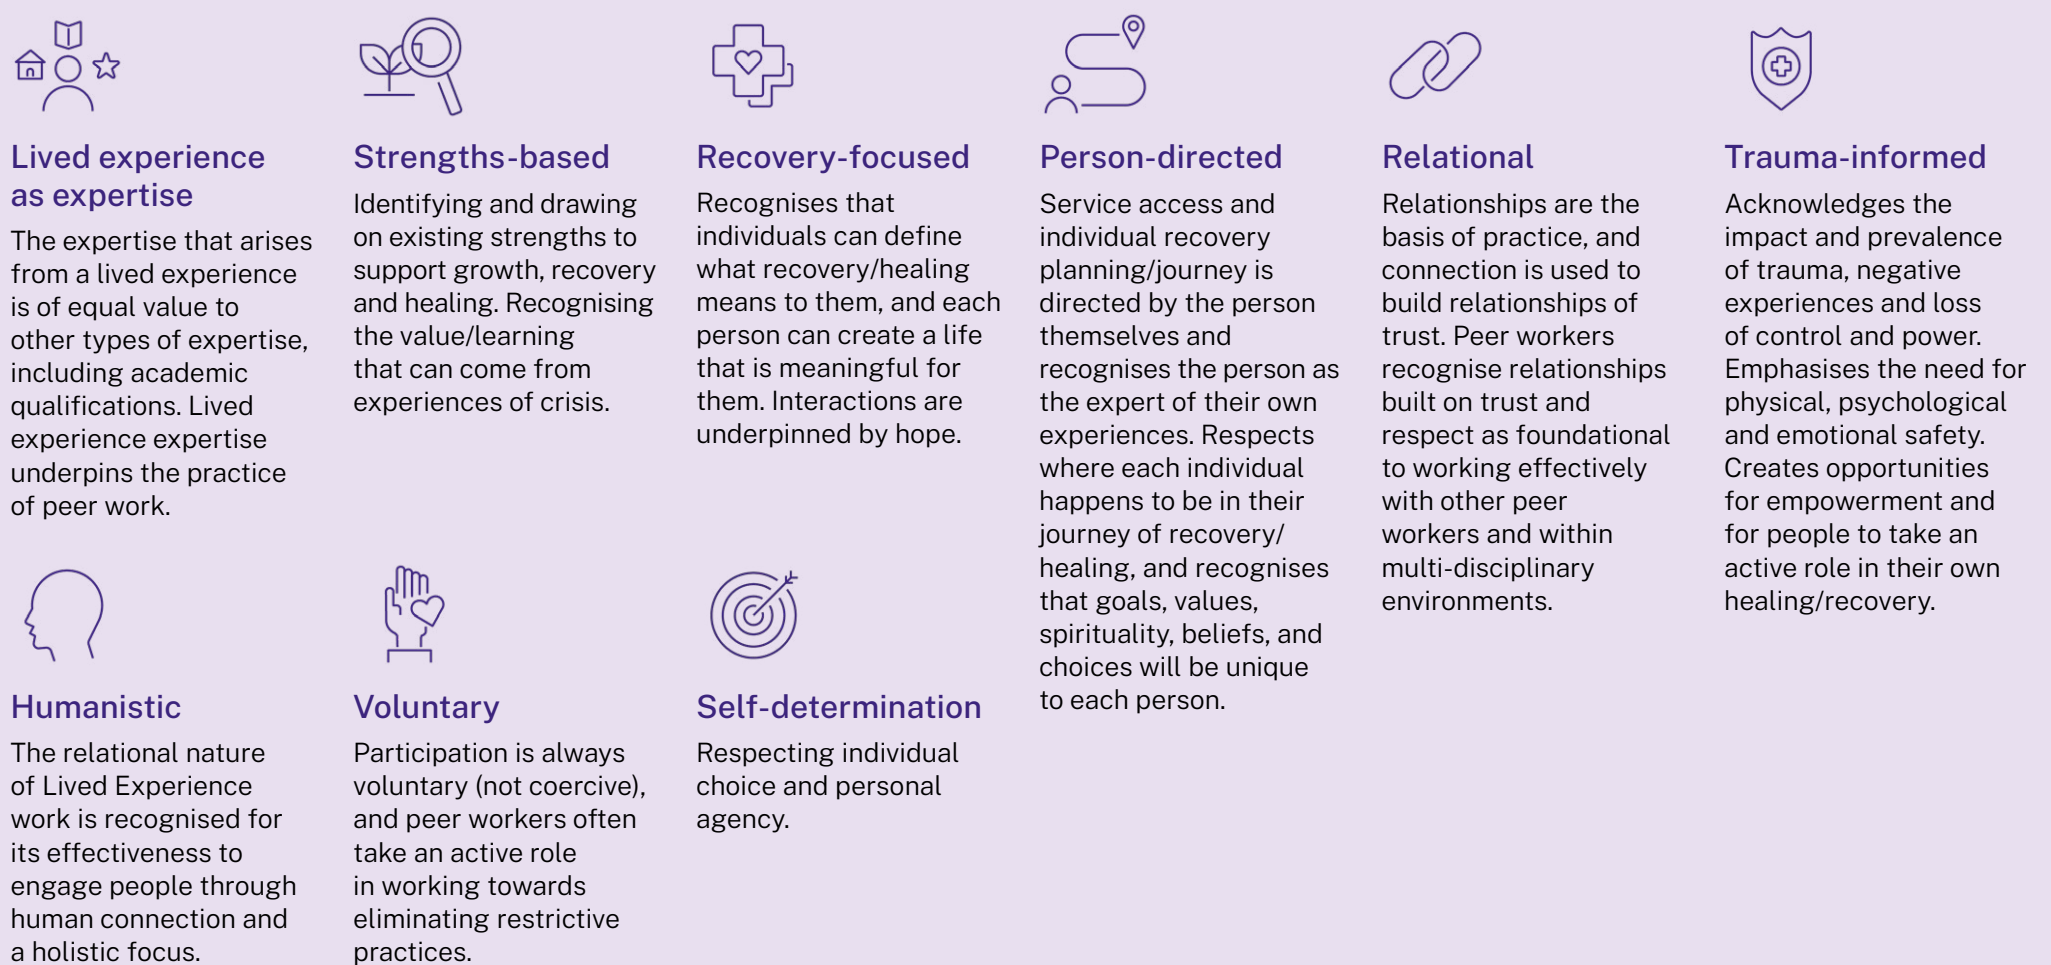 Lived experience
as expertise
The expertise that arises
from a lived experience
is of equal value to
other types of expertise,
including academic
qualifications. Lived
experience expertise
underpins the practice
of peer work.
Strengths-based
Identifying and drawing
on existing strengths to
support growth, recovery
and healing. Recognising
the value/learning
that can come from
experiences of crisis.
Recovery-focused
Recognises that
individuals can define
what recovery/healing
means to them, and each
person can create a life
that is meaningful for
them. Interactions are
underpinned by hope.
Person-directed
Service access and
individual recovery
planning/journey is
directed by the person
themselves and
recognises the person as
the expert of their own
experiences. Respects
where each individual
happens to be in their
journey of recovery/
healing, and recognises
that goals, values,
spirituality, beliefs, and
choices will be unique
to each person.
Relational
Relationships are the
basis of practice, and
connection is used to
build relationships of
trust. Peer workers
recognise relationships
built on trust and
respect as foundational
to working effectively
with other peer
workers and within
multi-disciplinary
environments.
Trauma-informed
Acknowledges the
impact and prevalence
of trauma, negative
experiences and loss
of control and power.
Emphasises the need for
physical, psychological
and emotional safety.
Creates opportunities
for empowerment and
for people to take an
active role in their own
healing/recovery.
Humanistic
The relational nature
of Lived Experience
work is recognised for
its effectiveness to
engage people through
human connection and
a holistic focus.
Voluntary
Participation is always
voluntary (not coercive),
and peer workers often
take an active role
in working towards
eliminating restrictive
practices.
Self-determination
Respecting individual
choice and personal
agency.